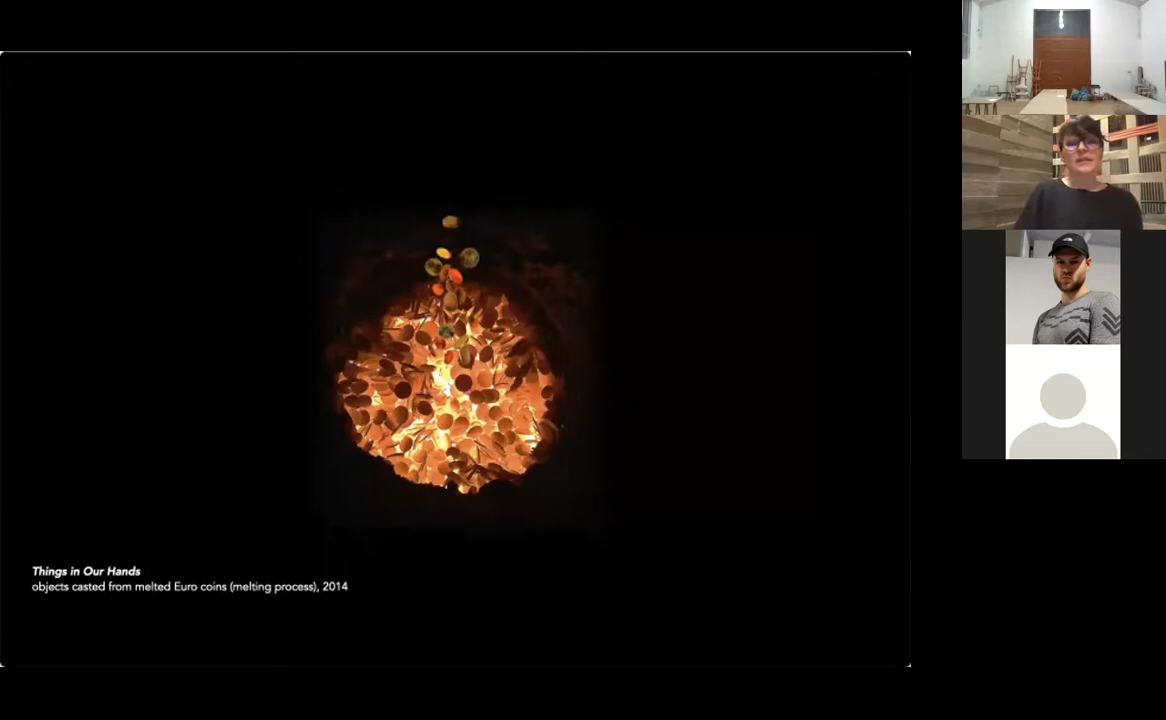 Things in Our Hands
objects casted from melted Euro coins (melting process), 2014